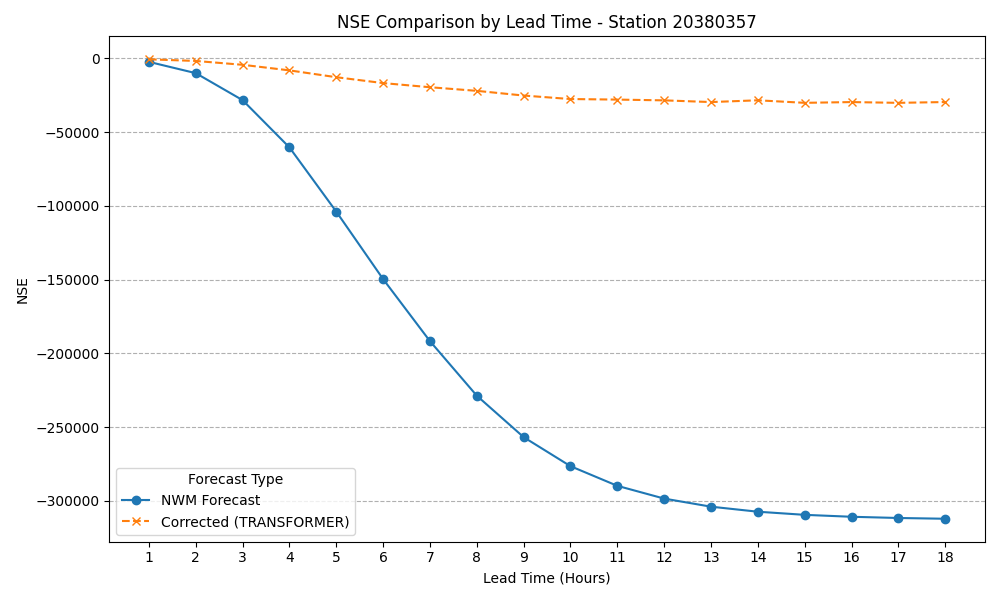 NSE Comparison by Lead Time - Station 20380357
NSE
0
−50000
−100000
−150000
−200000
−250000
−300000
Forecast Type
NWM Forecast
Corrected (TRANSFORMER)
1 2 3 4 5 6 7 8 9 10 11 12 13 14 15 16 17 18
Lead Time (Hours)